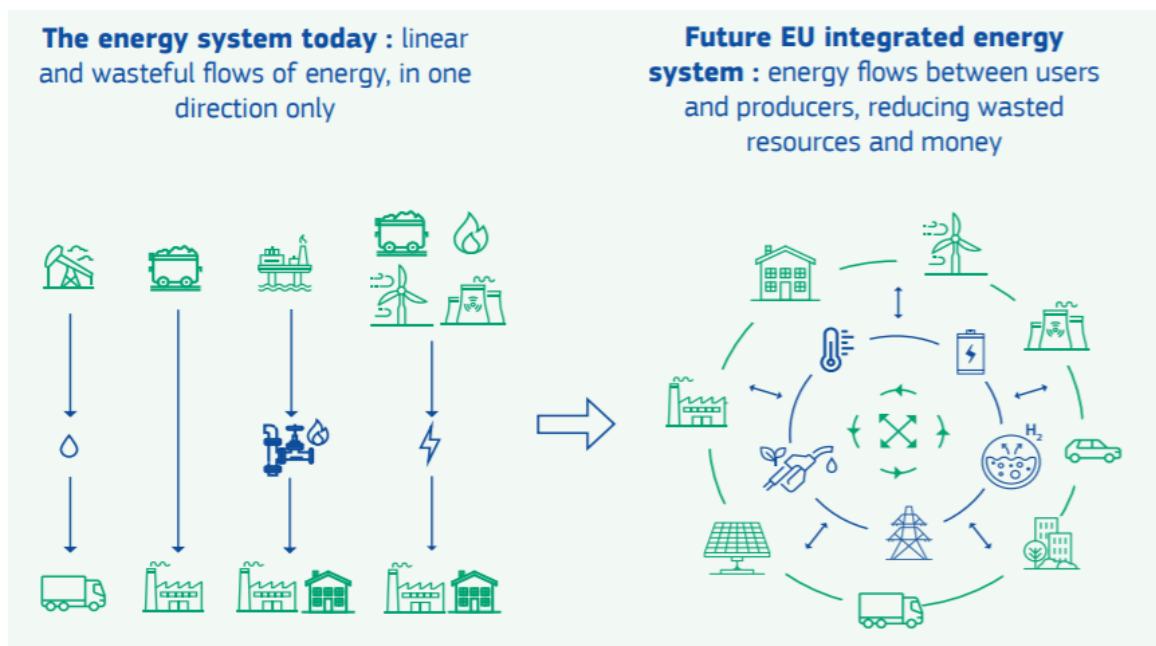 The energy system today : linear
and wasteful flows of energy, in one
direction only
Future EU integrated energy
system : energy flows between users
and producers, reducing wasted
resources and money
H2